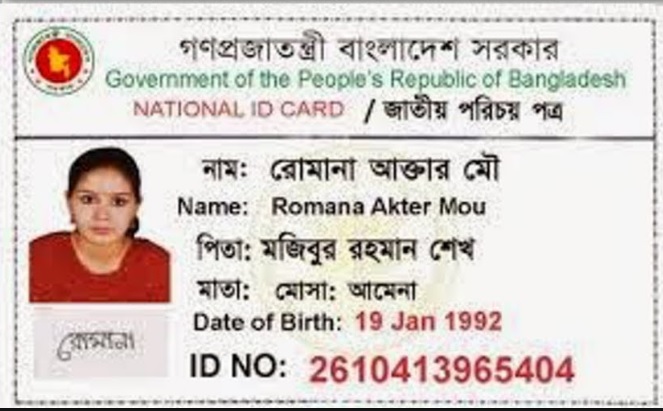 গণপ্রজাতন্ত্রী বাংলাদেশ সরকার
Government of the People's Republic of Bangladesh
NATIONAL ID CARD / জাতীয় পরিচয় পত্র
নাম: রোমানা আক্তার মৌ
Name: Romana Akter Mou
পিতা: মজিবুর রহমান শেখ
মাতা: মোসা: আমেনা
Date of Birth: 19 Jan 1992
রোমানা
ID NO: 2610413965404